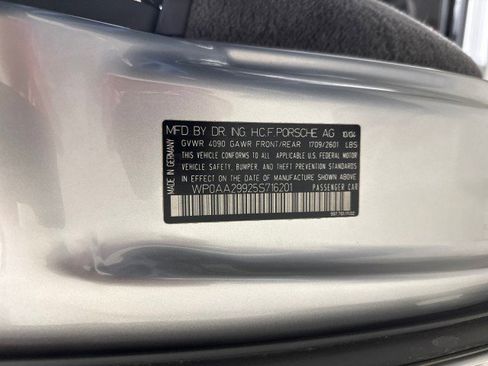 MFD BY DR. ING. H.C.F. PORSCHE AG 10/04
GVWR 4090 GAWR FRONT/REAR 1709/2601 LBS
THIS VEHICLE CONFORMS TO ALL APPLICABLE U.S. FEDERAL
BUMPER, SAFETY AND THEFT PREVENTION STANDARDS IN
EFFECT ON THE DATE OF MANUFACTURE SHOWN ABOVE.
WP0AA29925S716201 PASSENGER CAR
MADE IN GERMANY